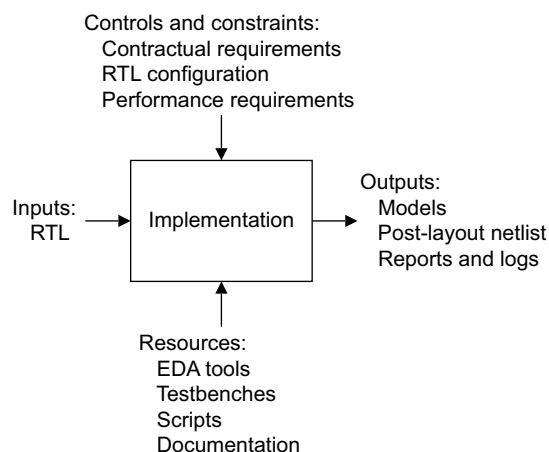 Controls and constraints:
Contractual requirements
RTL configuration
Performance requirements
Inputs:
RTL
Implementation
Outputs:
Models
Post-layout netlist
Reports and logs
Resources:
EDA tools
Testbenches
Scripts
Documentation